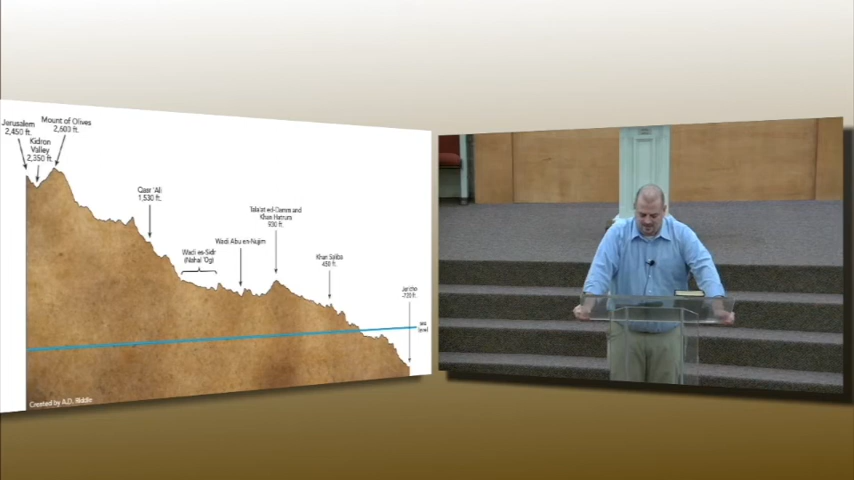 Jerusalem
2,450 ft.
Mount of Olives
2,600 ft.
Kidron
Valley
2,350 ft.
Qasr 'Ali
1,530 ft.
Wadi es-Sidr
(Nahal 'Og)
Wadi Abu en-Nujim
Tala'at ed-Damm and
Khan Hatrura
930 ft.
Khan Saliba
450 ft.
Jericho
-720 ft.
sea
level
Created by A.D. Riddle